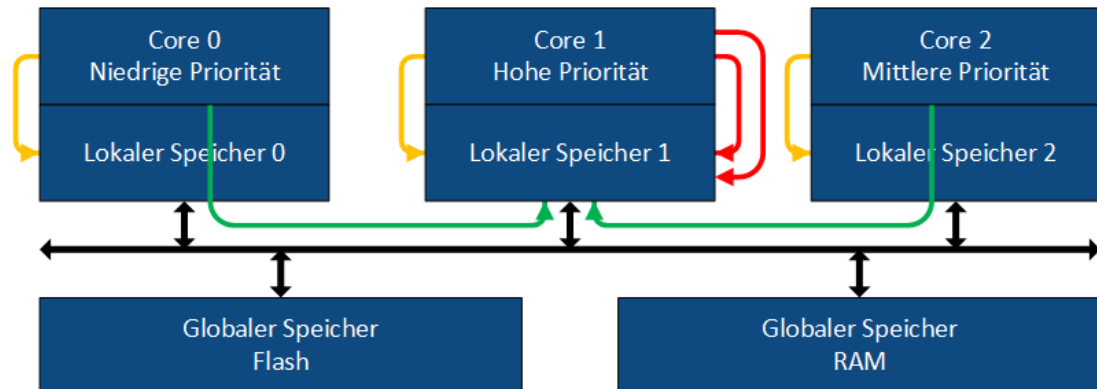 Core 0
Niedrige Priorität
Lokaler Speicher 0
Core 1
Hohe Priorität
Lokaler Speicher 1
Core 2
Mittlere Priorität
Lokaler Speicher 2
Globaler Speicher
Flash
Globaler Speicher
RAM